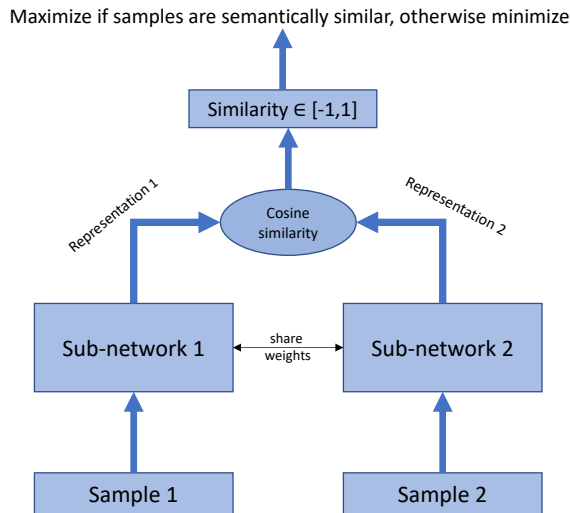 Maximize if samples are semantically similar, otherwise minimize
Similarity ∈ [-1,1]
Representation 1
Representation 2
Cosine
similarity
Sub-network 1
share
weights
Sub-network 2
Sample 1
Sample 2